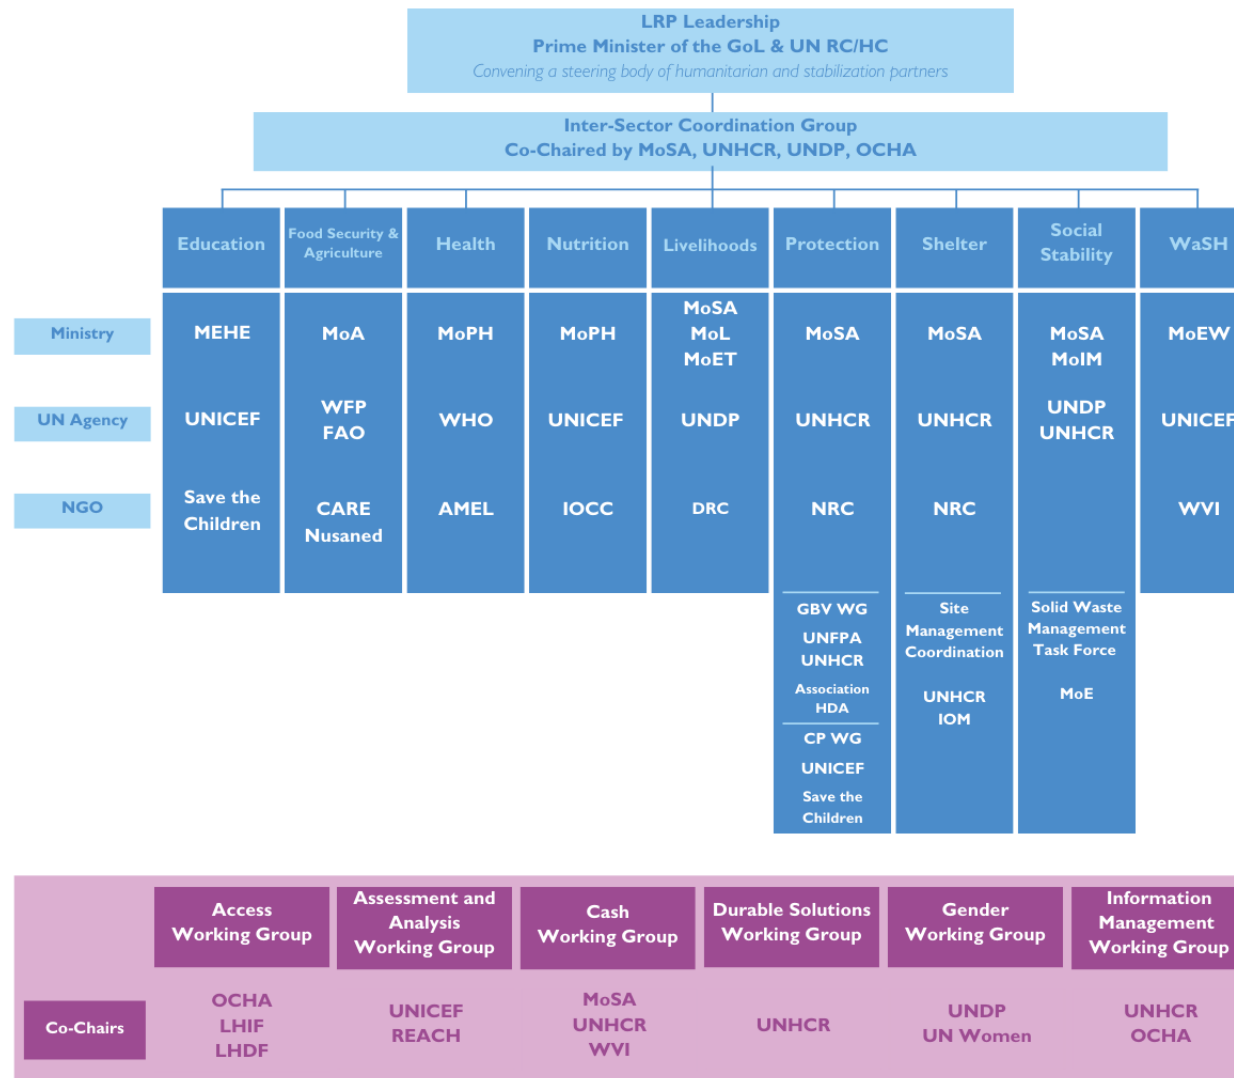 LRP Leadership
Prime Minister of the GoL & UN RC/HC
Convening a steering body of humanitarian and stabilization partners
Inter-Sector Coordination Group
Co-Chaired by MoSA, UNHCR, UNDP, OCHA
Education
Food Security &
Agriculture
Health
Nutrition
Livelihoods
Protection
Shelter
Social
Stability
WaSH
Ministry
MEHE
MoA
MoPH
MoPH
MoSA
MoL
MoET
MoSA
MoSA
MoSA
MoIM
MoEW
UN Agency
UNICEF
WFP
FAO
WHO
UNICEF
UNDP
UNHCR
UNHCR
UNDP
UNHCR
UNICEF
NGO
Save the
Children
CARE
Nusaned
AMEL
IOCC
DRC
NRC
NRC
WVI
GBV WG
UNFPA
UNHCR
Association
HDA
CP WG
UNICEF
Save the
Children
Site
Management
Coordination
UNHCR
IOM
Solid Waste
Management
Task Force
MoE
Access
Working Group
Assessment and
Analysis
Working Group
Cash
Working Group
Durable Solutions
Working Group
Gender
Working Group
Information
Management
Working Group
Co-Chairs
OCHA
LHIF
LHDF
UNICEF
REACH
MoSA
UNHCR
WVI
UNHCR
UNDP
UN Women
UNHCR
OCHA